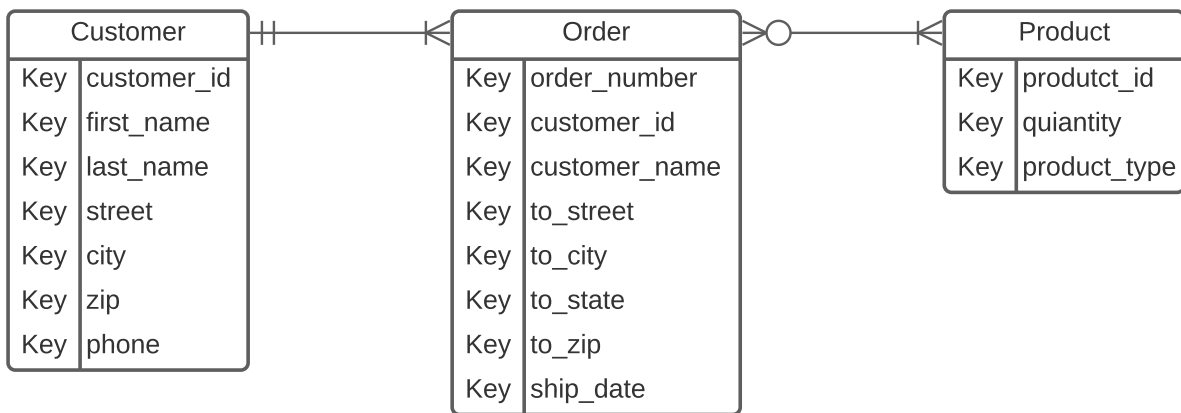 Customer
Key customer_id
Key first_name
Key last_name
Key street
Key city
Key zip
Key phone
Order
Key order_number
Key customer_id
Key customer_name
Key to_street
Key to_city
Key to_state
Key to_zip
Key ship_date
Product
Key produtct_id
Key quiantity
Key product_type